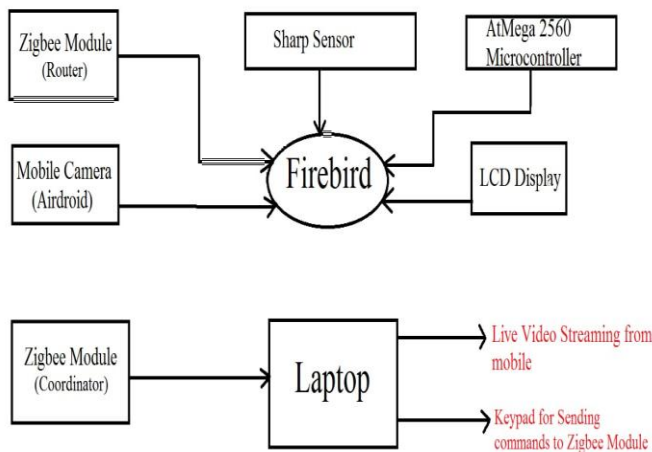 Zigbee Module
(Router)
Sharp Sensor
AtMega 2560
Microcontroller
Mobile Camera
(Airdroid)
Firebird
LCD Display
Zigbee Module
(Coordinator)
Laptop
Live Video Streaming from
mobile
Keypad for Sending
commands to Zigbee Module